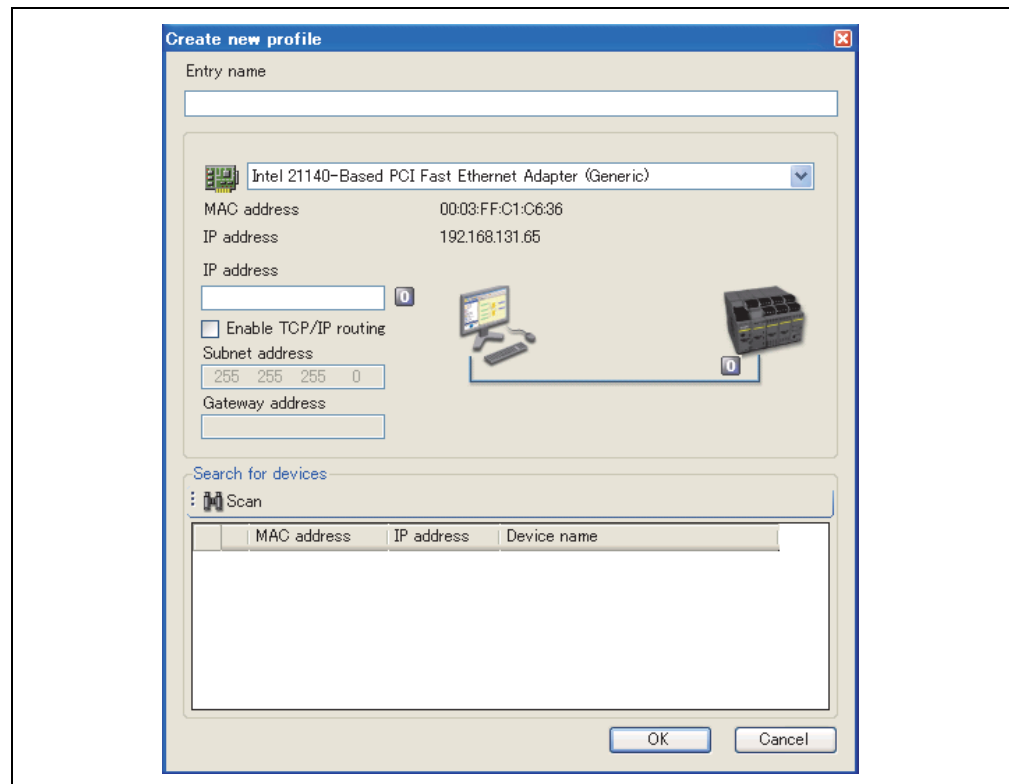 Create new profile
Entry name
Intel 21140-Based PCI Fast Ethernet Adapter (Generic)
MAC address 00:03:FF:C1:C6:36
IP address 192.168.131.65
IP address
0
Enable TCP/IP routing
Subnet address
255 255 255 0
0
Gateway address
Search for devices
Scan
MAC address IP address Device name
OK Cancel